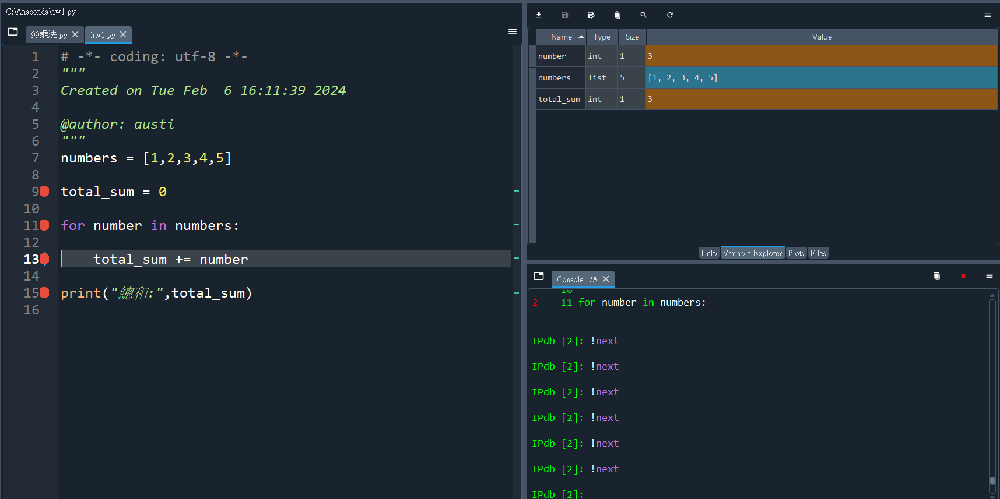 C:\Anaconda\hw1.py
99乘法.py
hw1.py
1 # -*- coding: utf-8 -*-
2 """
3 Created on Tue Feb  6 16:11:39 2024
4
5 @author: austi
6 """
7 numbers = [1,2,3,4,5]
8
9 total_sum = 0
10
11 for number in numbers:
12
13     total_sum += number
14
15 print("總和:",total_sum)
16
Name Type Size Value
number int 1 3
numbers list 5 [1, 2, 3, 4, 5]
total_sum int 1 3
Help Variable Explorer Plots Files
Console 1/A
10
2    11 for number in numbers:
IPdb [2]: !next
IPdb [2]: !next
IPdb [2]: !next
IPdb [2]: !next
IPdb [2]: !next
IPdb [2]: !next
IPdb [2]: